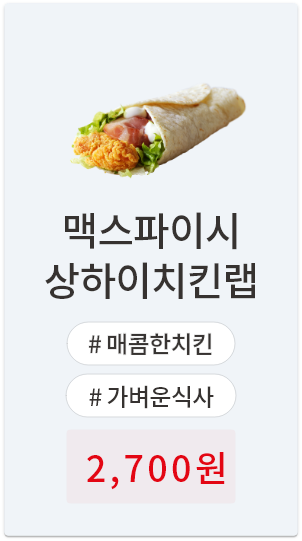 맥스파이시
상하이치킨랩
# 매콤한치킨
# 가벼운식사
2,700원